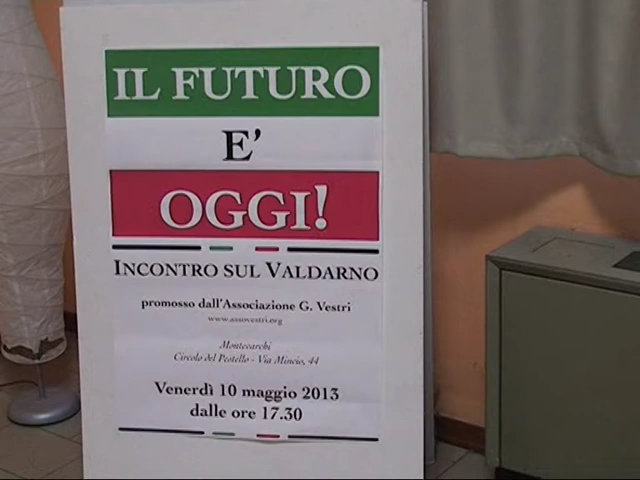 IL FUTURO
E'
OGGI!
INCONTRO SUL VALDARNO
promosso dall'Associazione G. Vestri
www.assovestri.org
Montevarchi
Circolo del Pestello - Via Mincio, 44
Venerdì 10 maggio 2013
dalle ore 17.30